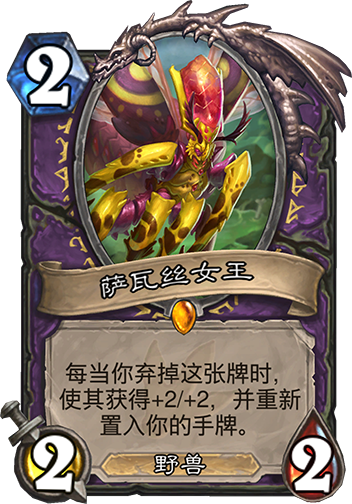 2
萨瓦丝女王
每当你弃掉这张牌时，
使其获得+2/+2，并重新
置入你的手牌。
2
野兽
2